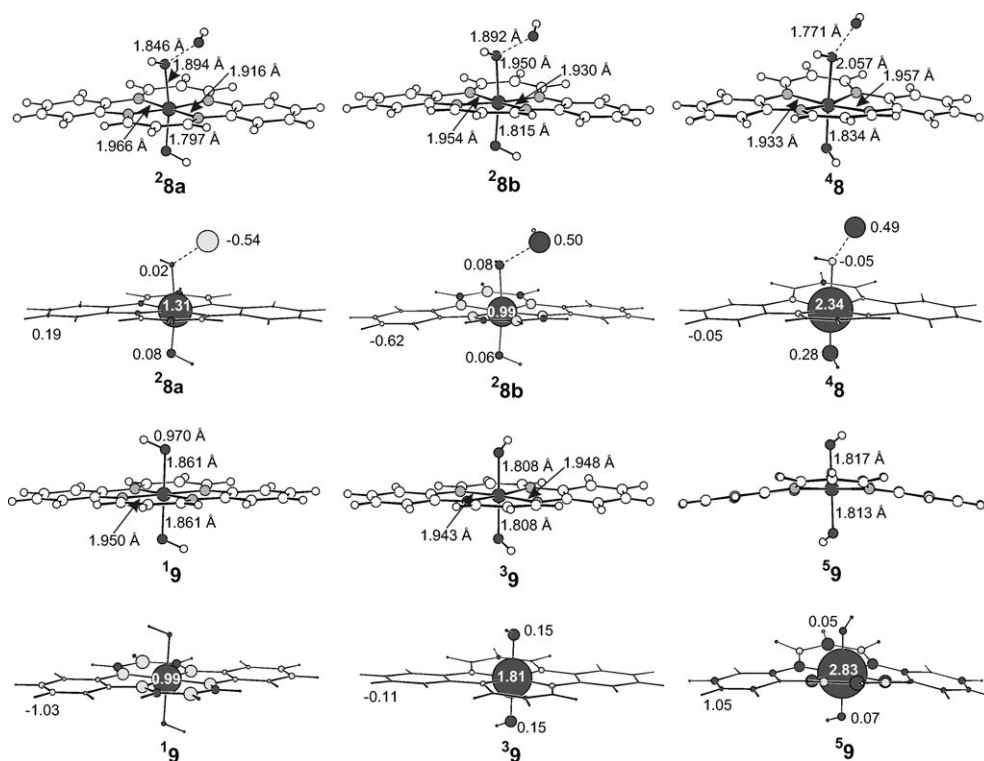 1.846 Å
1.894 Å
1.916 Å
1.966 Å
1.797 Å
²8a
1.892 Å
1.950 Å
1.930 Å
1.954 Å
1.815 Å
²8b
1.771 Å
2.057 Å
1.957 Å
1.933 Å
1.834 Å
⁴8
-0.54
0.02
1.31
0.19
0.08
²8a
0.50
0.08
0.99
-0.62
0.06
²8b
0.49
-0.05
2.34
-0.05
0.28
⁴8
0.970 Å
1.861 Å
1.861 Å
1.950 Å
¹9
1.808 Å
1.948 Å
1.943 Å
1.808 Å
³9
1.817 Å
1.813 Å
⁵9
0.99
-1.03
¹9
0.15
1.81
-0.11
0.15
³9
0.05
2.83
1.05
0.07
⁵9